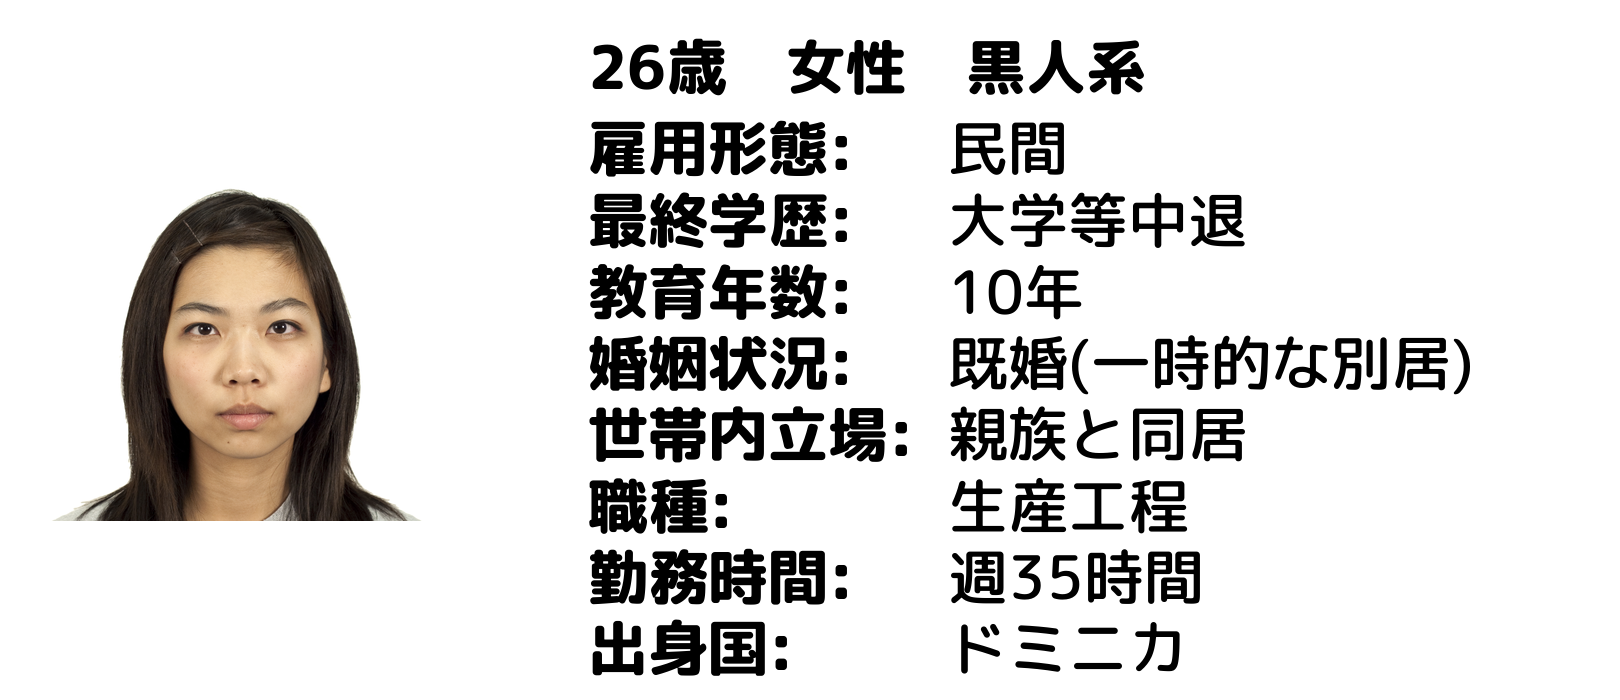 26歳　女性　黒人系
雇用形態:　民間
最終学歴:　大学等中退
教育年数:　10年
婚姻状況:　既婚(一時的な別居)
世帯内立場:　親族と同居
職種:　生産工程
勤務時間:　週35時間
出身国:　ドミニカ